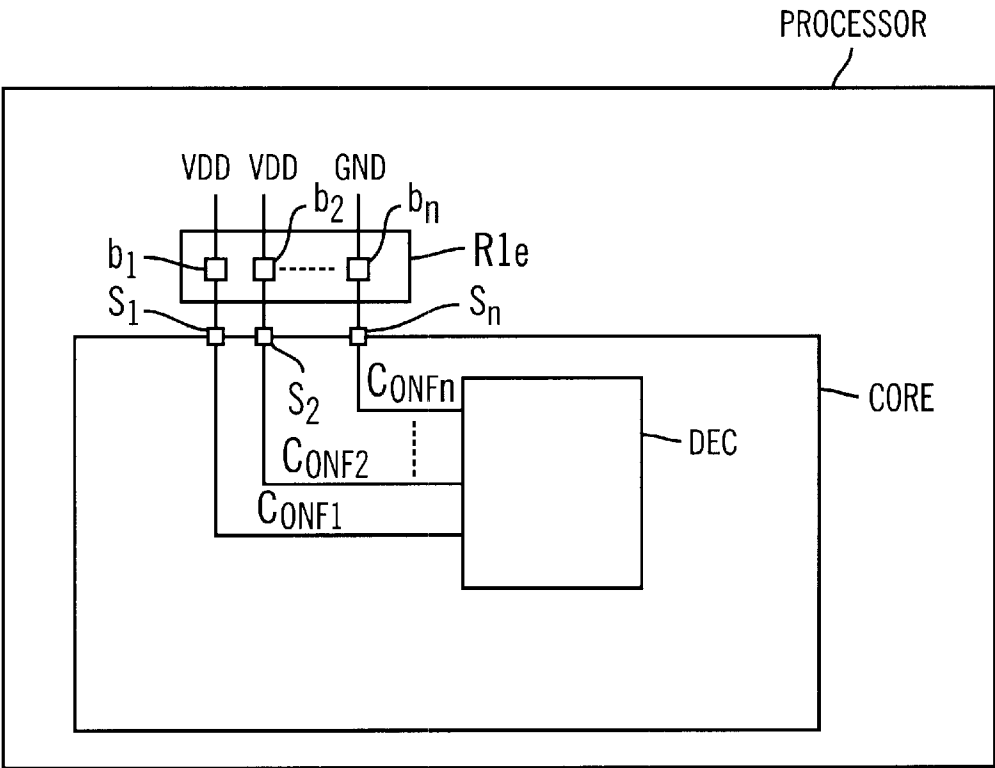 PROCESSOR
VDD VDD GND
b2 bn
b1 R1e
S1 Sn
S2 CONFn CORE
CONF2 DEC
CONF1